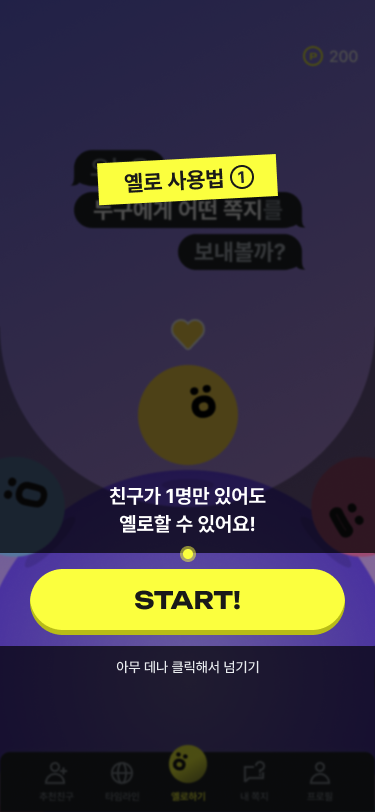 P 200
옐로 사용법 ①
누구에게 어떤 쪽지를
보내볼까?
친구가 1명만 있어도
옐로할 수 있어요!
START!
아무 데나 클릭해서 넘기기
추천친구 타임라인 옐로하기 내 쪽지 프로필